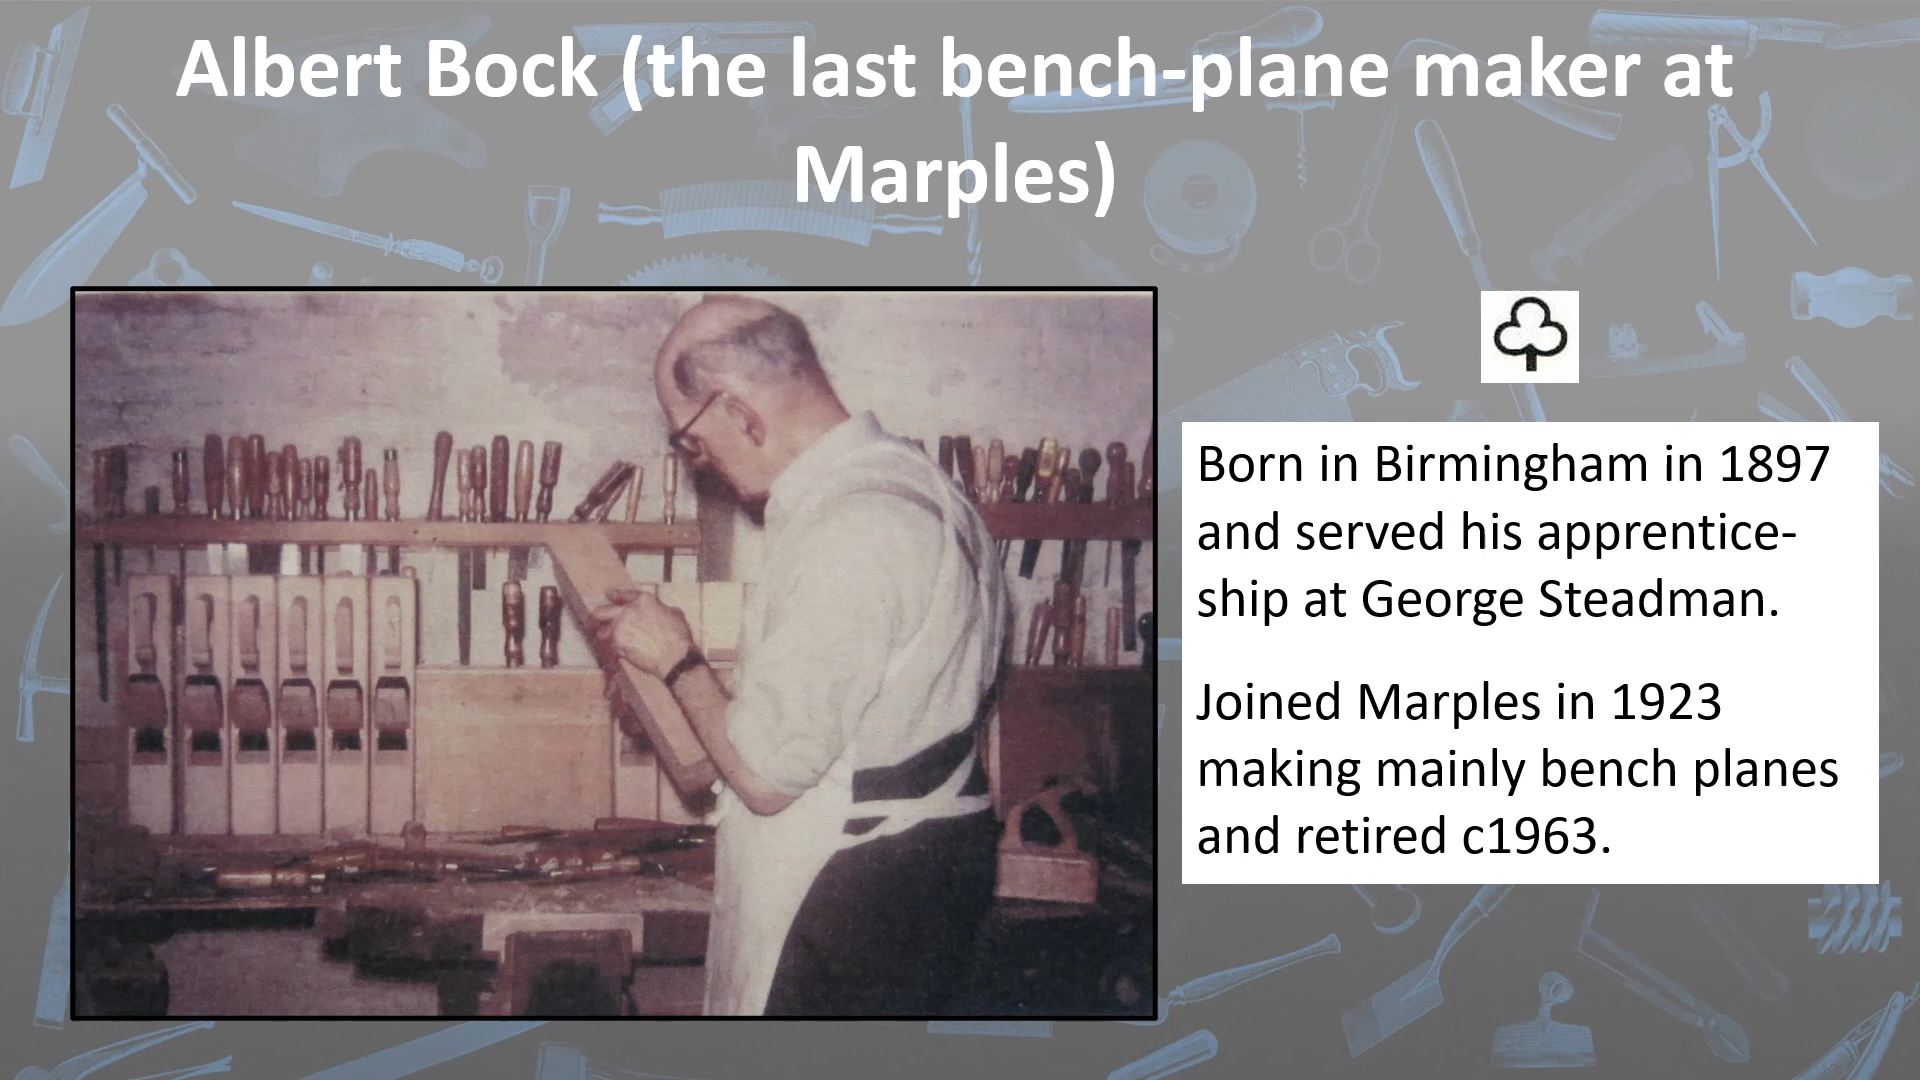 Albert Bock (the last bench-plane maker at
Marples)
Born in Birmingham in 1897
and served his apprentice-
ship at George Steadman.
Joined Marples in 1923
making mainly bench planes
and retired c1963.